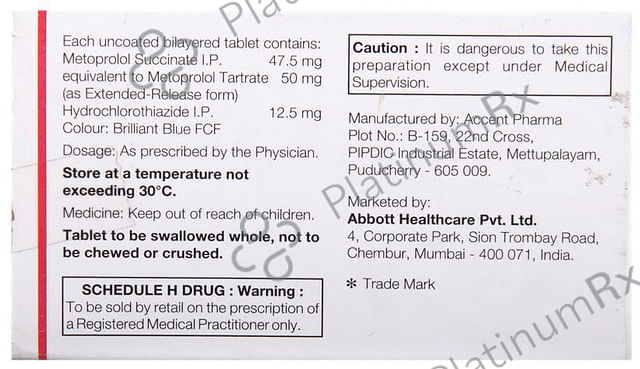 Each uncoated bilayered tablet contains:
Metoprolol Succinate I.P. 47.5 mg
equivalent to Metoprolol Tartrate 50 mg
(as Extended-Release form)
Hydrochlorothiazide I.P. 12.5 mg
Colour: Brilliant Blue FCF
Dosage: As prescribed by the Physician.
Store at a temperature not
exceeding 30°C.
Medicine: Keep out of reach of children.
Tablet to be swallowed whole, not to
be chewed or crushed.
SCHEDULE H DRUG : Warning :
To be sold by retail on the prescription of
a Registered Medical Practitioner only.
Caution : It is dangerous to take this
preparation except under Medical
Supervision.
Manufactured by: Accent Pharma
Plot No.: B-159, 22nd Cross,
PIPDIC Industrial Estate, Mettupalayam,
Puducherry - 605 009.
Marketed by:
Abbott Healthcare Pvt. Ltd.
4, Corporate Park, Sion Trombay Road,
Chembur, Mumbai - 400 071, India.
* Trade Mark
PlatinumRx
PlatinumRx
PlatinumRx